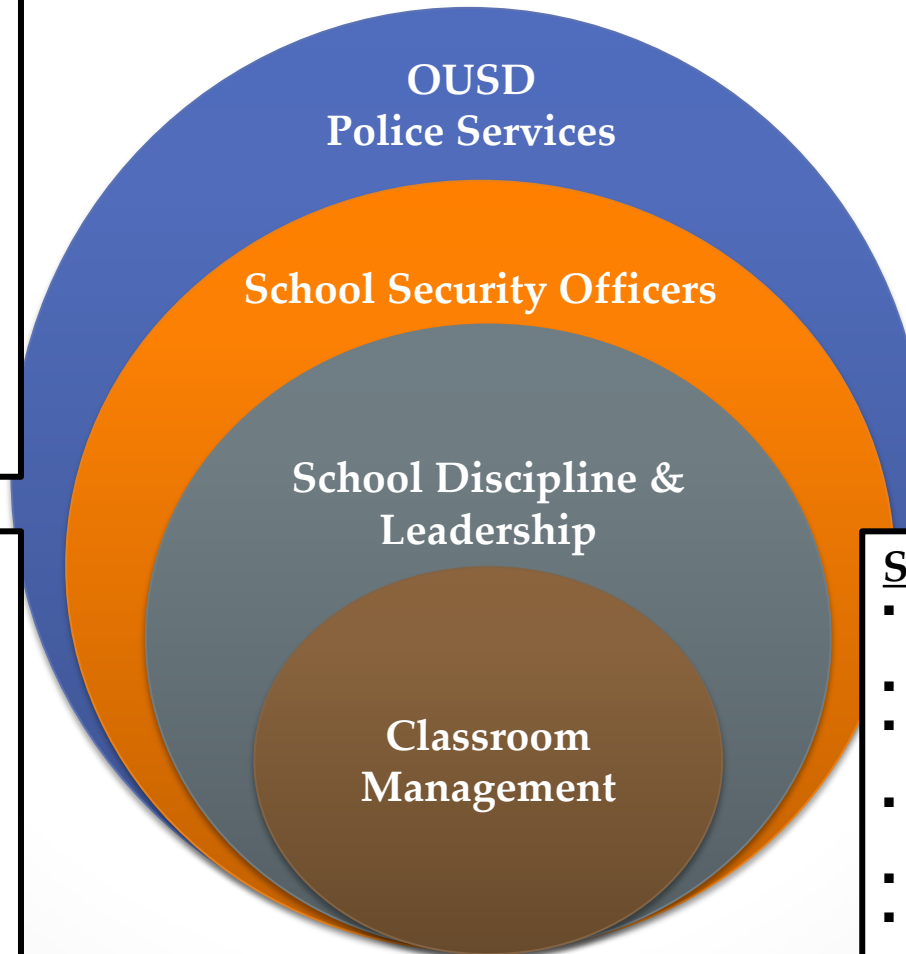 OUSD
Police Services
School Security Officers
School Discipline &
Leadership
Classroom
Management
S